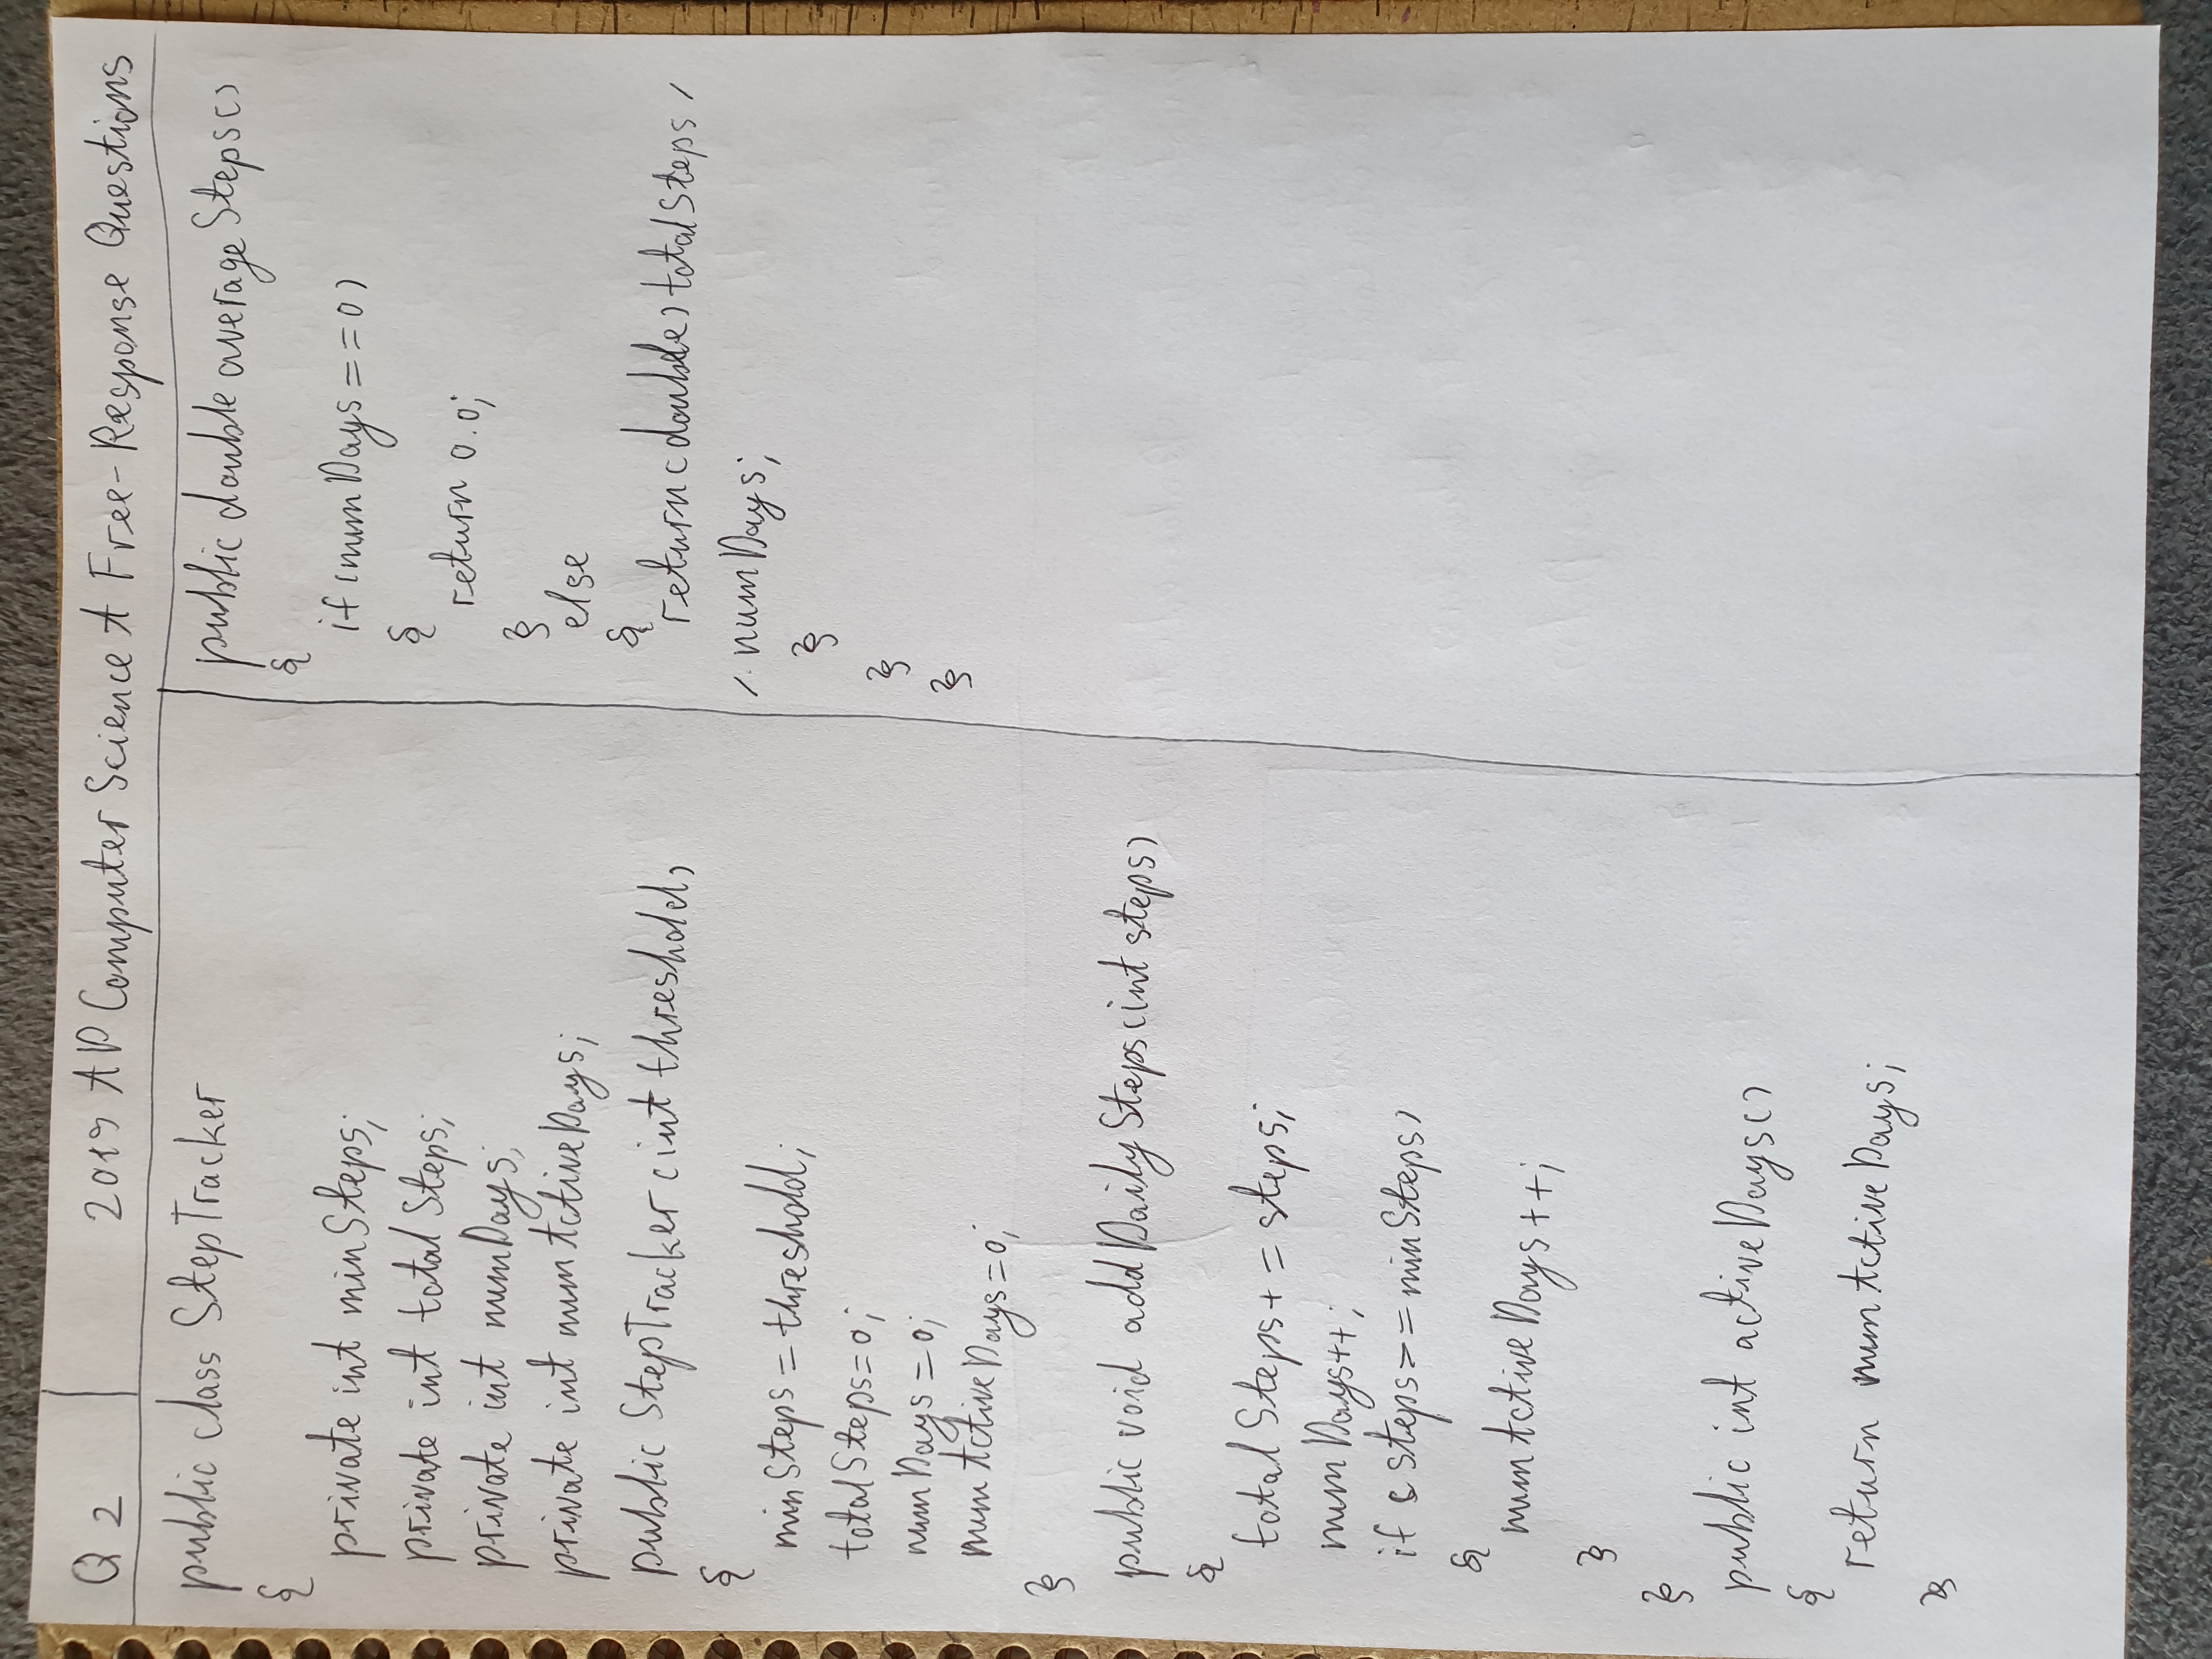 Q2
2019 AP Computer Science A Free-Response Questions
public class StepTracker
{
private int minSteps;
private int totalSteps;
private int numDays;
private int numActiveDays;
public StepTracker (int threshold)
{
minSteps = threshold;
totalSteps = 0;
numDays = 0;
numActiveDays = 0;
}
public void addDailySteps(int steps)
{
totalSteps += steps;
numDays++;
if (steps >= minSteps)
{
numActiveDays++;
}
}
public int activeDays()
{
return numActiveDays;
}
public double averageSteps()
{
if (numDays == 0)
{
return 0.0;
}
else
{
return (double) totalSteps /
/ numDays;
}
}
}